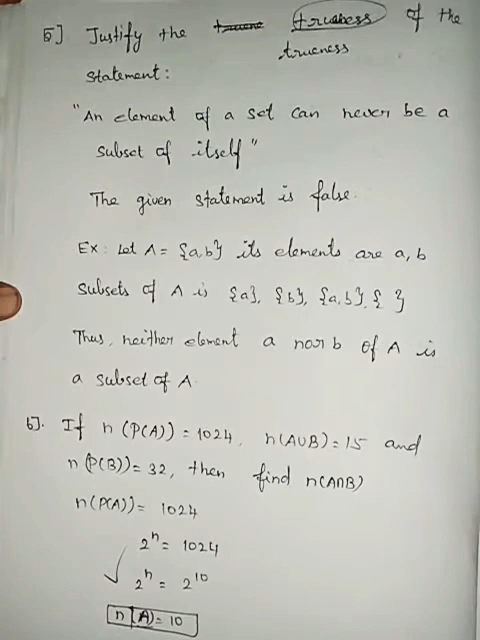 5] Justify the trueness of the
trueness
statement:
"An element of a set can never be a
subset of itself"
The given statement is false.
Ex: Let A = {a,b} its elements are a, b
Subsets of A is {a}, {b}, {a,b}, { }
Thus, neither element a nor b of A is
a subset of A.
6]. If n(P(A)) = 1024, n(A∪B) = 15 and
n(P(B)) = 32, then find n(A∩B)
n(P(A)) = 1024
2ⁿ = 1024
2ⁿ = 2¹⁰
n(A) = 10